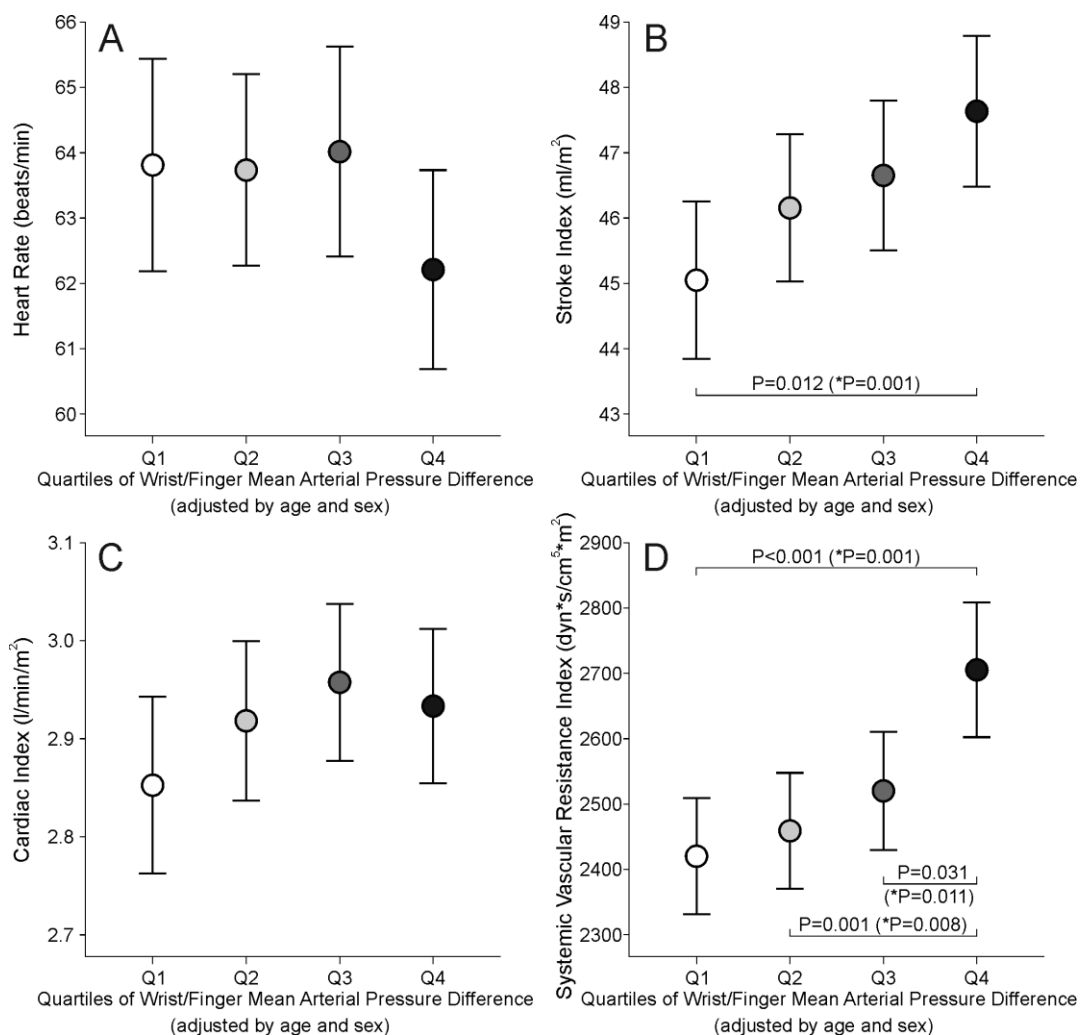 A
Heart Rate (beats/min)
66
65
64
63
62
61
60
Q1 Q2 Q3 Q4
Quartiles of Wrist/Finger Mean Arterial Pressure Difference
(adjusted by age and sex)
B
Stroke Index (ml/m²)
49
48
47
46
45
44
43
P=0.012 (*P=0.001)
Q1 Q2 Q3 Q4
Quartiles of Wrist/Finger Mean Arterial Pressure Difference
(adjusted by age and sex)
C
Cardiac Index (l/min/m²)
3.1
3.0
2.9
2.8
2.7
Q1 Q2 Q3 Q4
Quartiles of Wrist/Finger Mean Arterial Pressure Difference
(adjusted by age and sex)
D
Systemic Vascular Resistance Index (dyn*s/cm⁵*m²)
2900
2800
2700
2600
2500
2400
2300
P<0.001 (*P=0.001)
P=0.031
(*P=0.011)
P=0.001 (*P=0.008)
Q1 Q2 Q3 Q4
Quartiles of Wrist/Finger Mean Arterial Pressure Difference
(adjusted by age and sex)